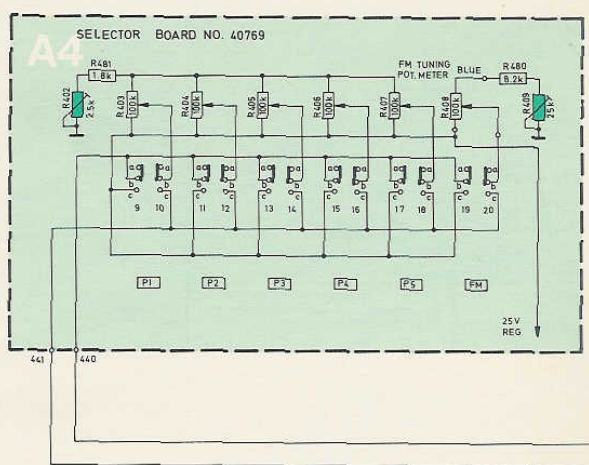 A4 SELECTOR BOARD NO. 40769
R481
1.8k
R402
2.5k
R403
100k
R404
100k
R405
100k
R406
100k
R407
100k
FM TUNING
POT. METER
BLUE
R480
8.2k
R408
100k
R409
25k
a a a a a a a a a a a a
b b b b b b b b b b b b
c c c c c c c c c c c c
9 10 11 12 13 14 15 16 17 18 19 20
P1 P2 P3 P4 P5 FM
25V
REG.
441 440